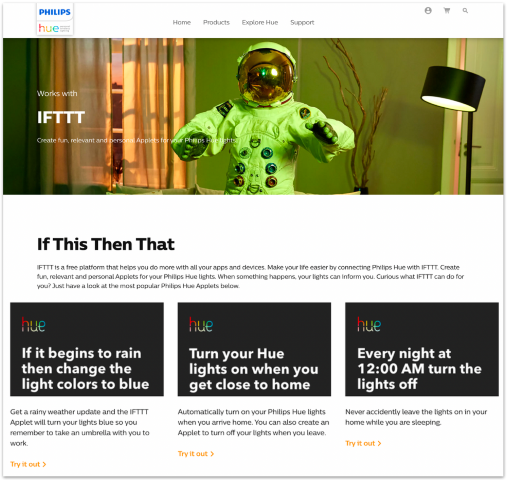 PHILIPS
hue
Home Products Explore Hue Support
Works with
IFTTT
Create fun, relevant and personal Applets for your Philips Hue lights!
If This Then That
IFTTT is a free platform that helps you do more with all your apps and devices. Make your life easier by connecting Philips Hue with IFTTT. Create
fun, relevant and personal Applets for your Philips Hue lights. When something happens, your lights can inform you. Curious what IFTTT can do for
you? Just have a look at the most popular Philips Hue Applets below.
hue
If it begins to rain
then change the
light colors to blue
Get a rainy weather update and the IFTTT
Applet will turn your lights blue so you
remember to take an umbrella with you to
work.
Try it out
hue
Turn your Hue
lights on when you
get close to home
Automatically turn on your Philips Hue lights
when you arrive home. You can also create an
Applet to turn off your lights when you leave.
Try it out
hue
Every night at
12:00 AM turn the
lights off
Never accidently leave the lights on in your
home while you are sleeping.
Try it out